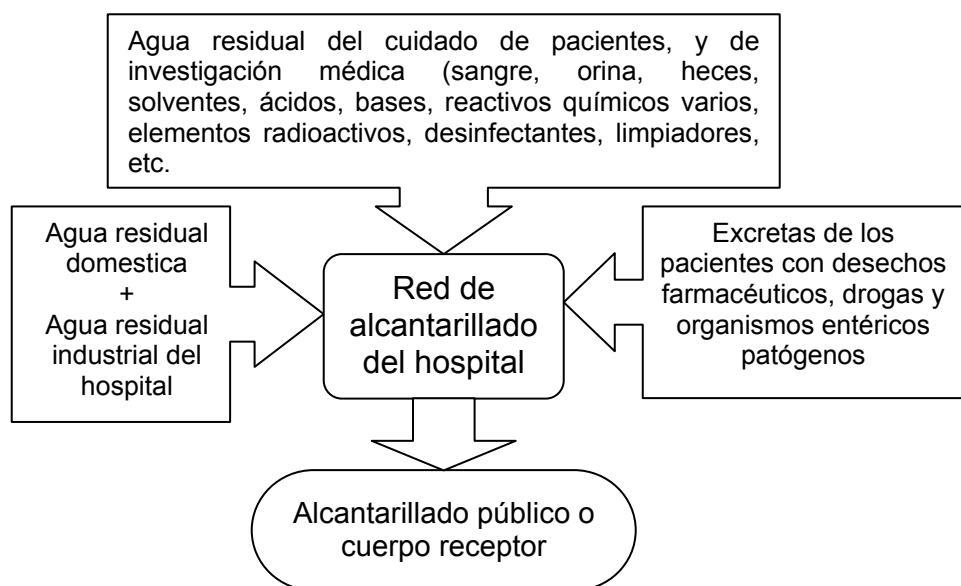 Agua residual del cuidado de pacientes, y de
investigación médica (sangre, orina, heces,
solventes, ácidos, bases, reactivos químicos varios,
elementos radioactivos, desinfectantes, limpiadores,
etc.
Agua residual
domestica
+
Agua residual
industrial del
hospital
Red de
alcantarillado
del hospital
Excretas de los
pacientes con desechos
farmacéuticos, drogas y
organismos entéricos
patógenos
Alcantarillado público o
cuerpo receptor